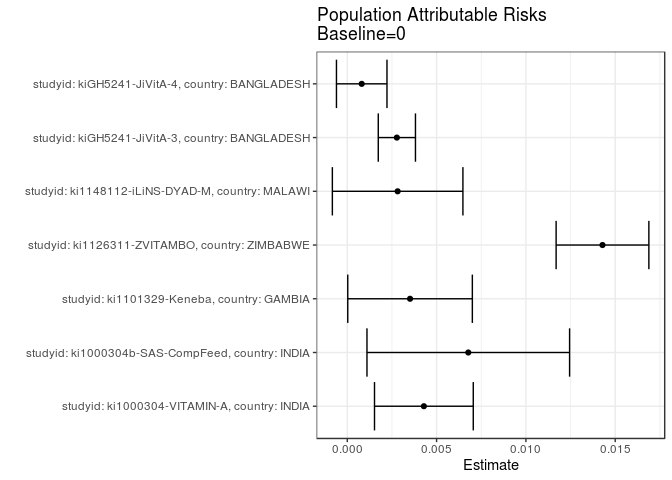 Population Attributable Risks
Baseline=0
studyid: kiGH5241-JiVitA-4, country: BANGLADESH
studyid: kiGH5241-JiVitA-3, country: BANGLADESH
studyid: ki1148112-iLiNS-DYAD-M, country: MALAWI
studyid: ki1126311-ZVITAMBO, country: ZIMBABWE
studyid: ki1101329-Keneba, country: GAMBIA
studyid: ki1000304b-SAS-CompFeed, country: INDIA
studyid: ki1000304-VITAMIN-A, country: INDIA
0.000 0.005 0.010 0.015
Estimate